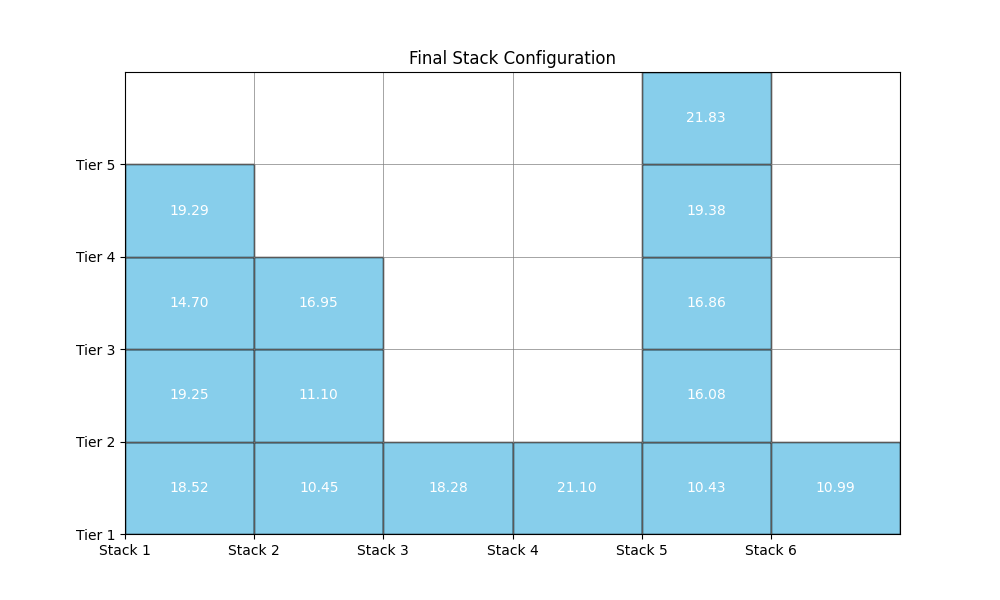 Final Stack Configuration
21.83
Tier 5
19.29 19.38
Tier 4
14.70 16.95 16.86
Tier 3
19.25 11.10 16.08
Tier 2
18.52 10.45 18.28 21.10 10.43 10.99
Tier 1
Stack 1 Stack 2 Stack 3 Stack 4 Stack 5 Stack 6